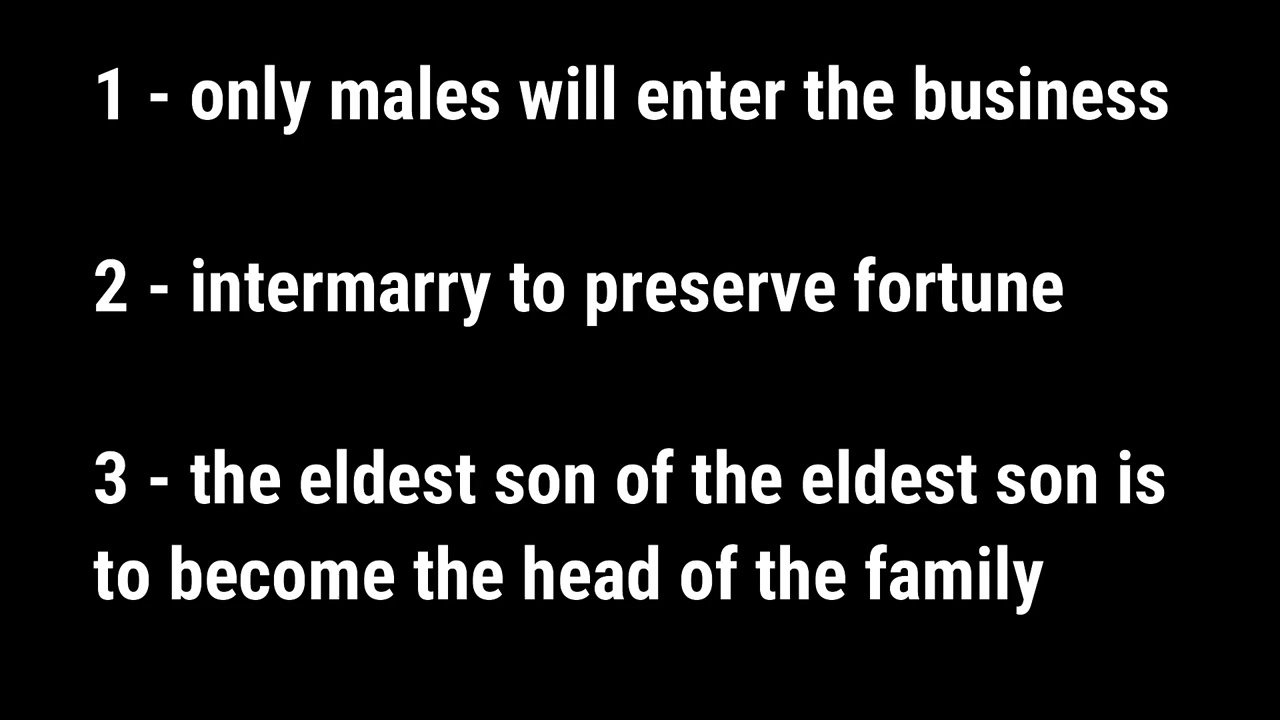 1 - only males will enter the business
2 - intermarry to preserve fortune
3 - the eldest son of the eldest son is
to become the head of the family